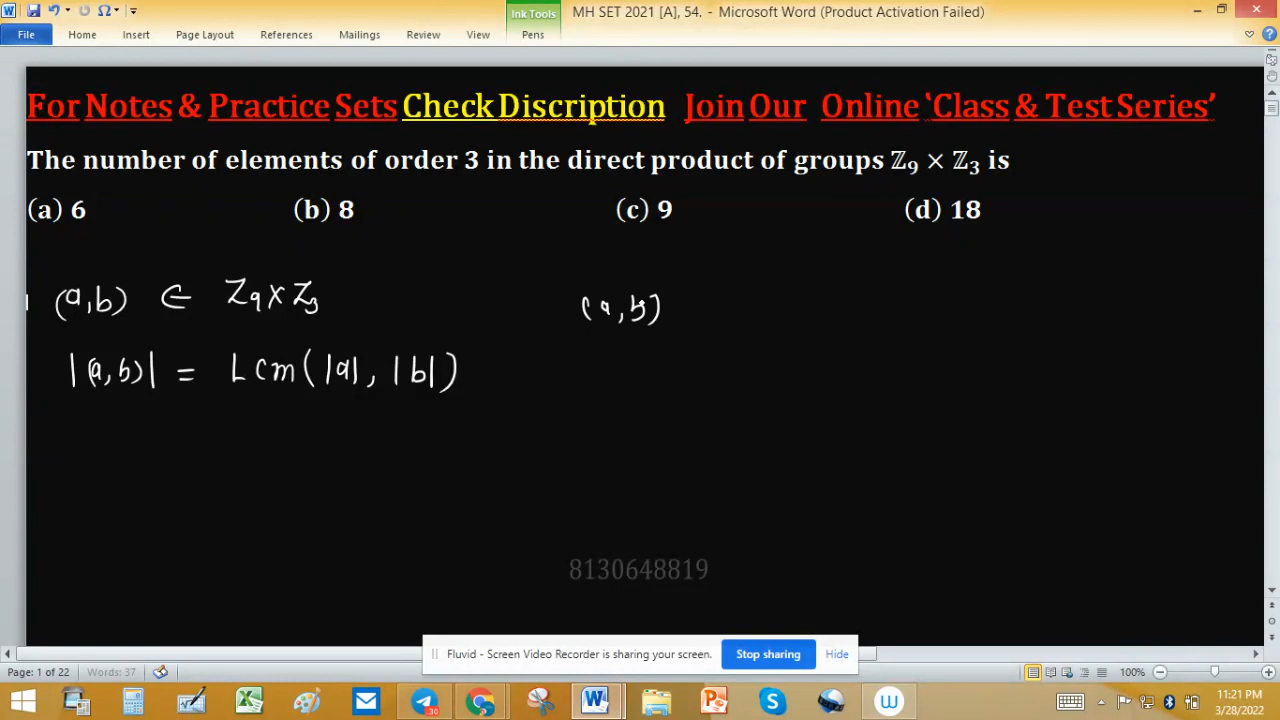 Ink Tools
MH SET 2021 [A], 54. - Microsoft Word (Product Activation Failed)
File Home Insert Page Layout References Mailings Review View Pens
For Notes & Practice Sets Check Discription Join Our Online ‘Class & Test Series’
The number of elements of order 3 in the direct product of groups ℤ₉ × ℤ₃ is
(a) 6 (b) 8 (c) 9 (d) 18
(a,b) ∈ Z₉ × Z₃ (a,b)
|(a,b)| = Lcm(|a|, |b|)
8130648819
Fluvid - Screen Video Recorder is sharing your screen. Stop sharing Hide
Page: 1 of 22 Words: 37 100%
30
11:21 PM
3/28/2022